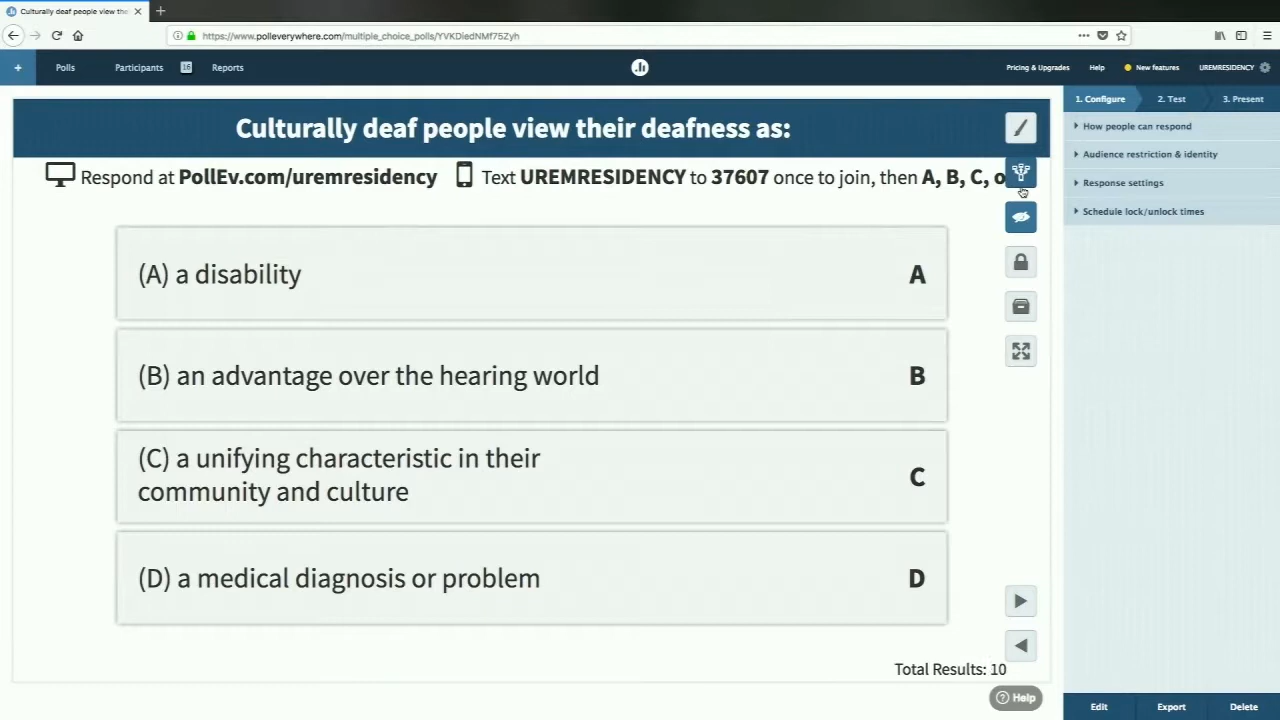 Culturally deaf people view the
https://www.polleverywhere.com/multiple_choice_polls/YVKDiedNMf75Zyh
+ Polls Participants 16 Reports
Pricing & Upgrades Help New features UREMRESIDENCY
Culturally deaf people view their deafness as:
Respond at PollEv.com/uremresidency Text UREMRESIDENCY to 37607 once to join, then A, B, C, o
(A) a disability A
(B) an advantage over the hearing world B
(C) a unifying characteristic in their
community and culture C
(D) a medical diagnosis or problem D
Total Results: 10
Help
1. Configure 2. Test 3. Present
How people can respond
Audience restriction & identity
Response settings
Schedule lock/unlock times
Edit Export Delete